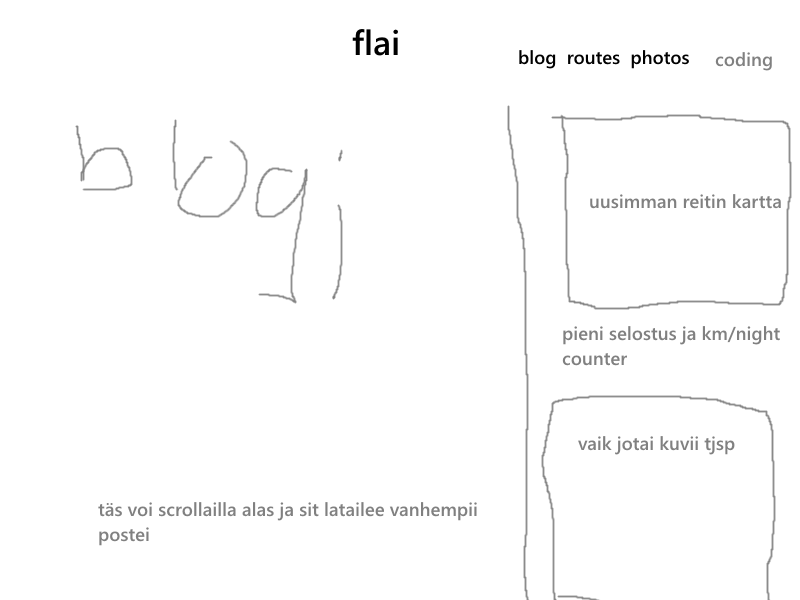 flai
blog routes photos coding
b bogi
uusimman reitin kartta
pieni selostus ja km/night
counter
vaik jotai kuvii tjsp
täs voi scrollailla alas ja sit latailee vanhempii
postei